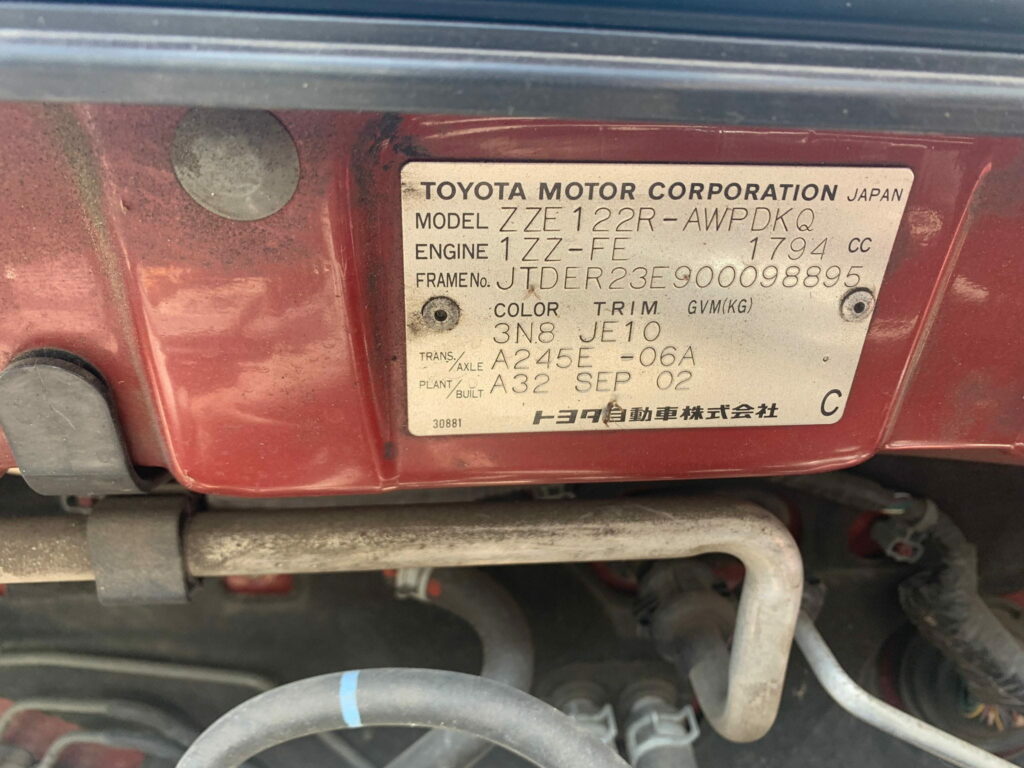 TOYOTA MOTOR CORPORATION JAPAN
MODEL ZZE122R-AWPDKQ
ENGINE 1ZZ-FE 1794 CC
FRAME No. JTDER23E900098895
COLOR TRIM GVM(KG)
3N8 JE10
TRANS./AXLE A245E -06A
PLANT/BUILT A32 SEP 02
30881 トヨタ自動車株式会社 C